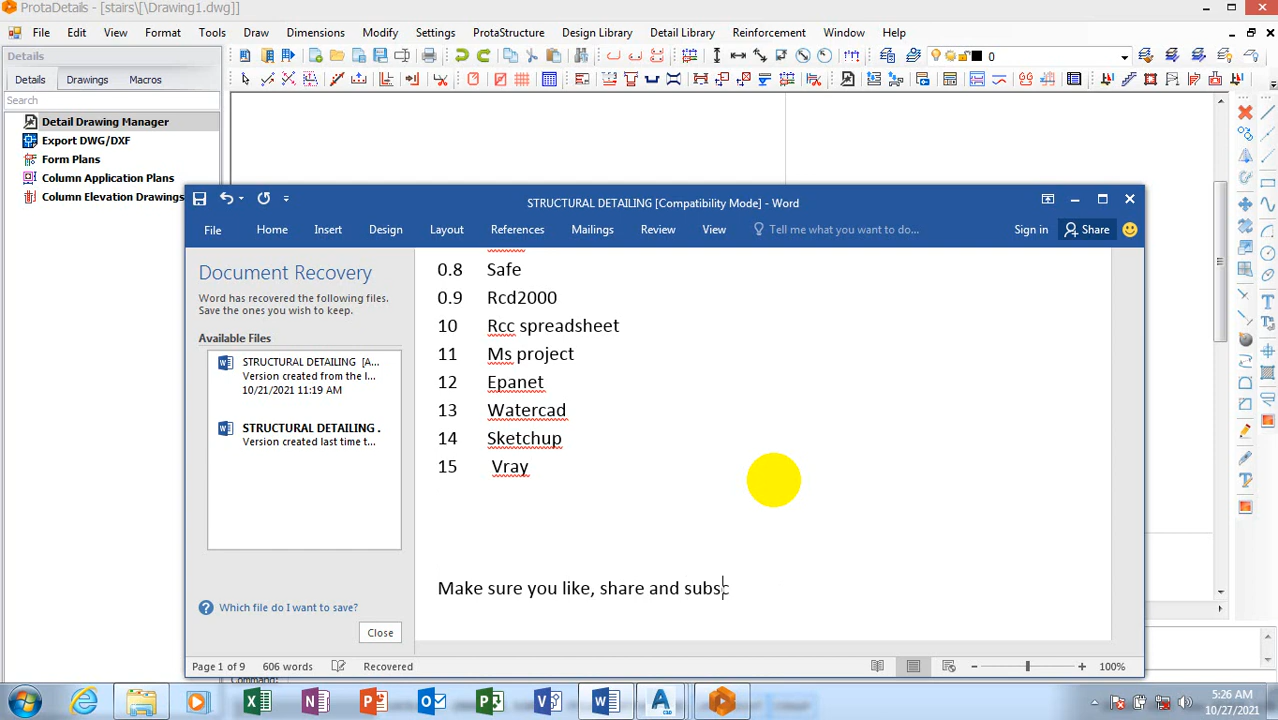 ProtaDetails - [stairs\[\Drawing1.dwg]]
File Edit View Format Tools Draw Dimensions Modify Settings ProtaStructure Design Library Detail Library Reinforcement Window Help
Details
0
Details Drawings Macros
Search
Detail Drawing Manager
Export DWG/DXF
Form Plans
Column Application Plans
Column Elevation Drawings
STRUCTURAL DETAILING [Compatibility Mode] - Word
File Home Insert Design Layout References Mailings Review View Tell me what you want to do... Sign in Share
Document Recovery
Word has recovered the following files.
Save the ones you wish to keep.
Available Files
STRUCTURAL DETAILING [A...
Version created from the l...
10/21/2021 11:19 AM
STRUCTURAL DETAILING .
Version created last time t...
Which file do I want to save?
Close
0.8 Safe
0.9 Rcd2000
10 Rcc spreadsheet
11 Ms project
12 Epanet
13 Watercad
14 Sketchup
15 Vray
Make sure you like, share and subsc
Page 1 of 9 606 words Recovered 100%
Command:
5:26 AM
10/27/2021